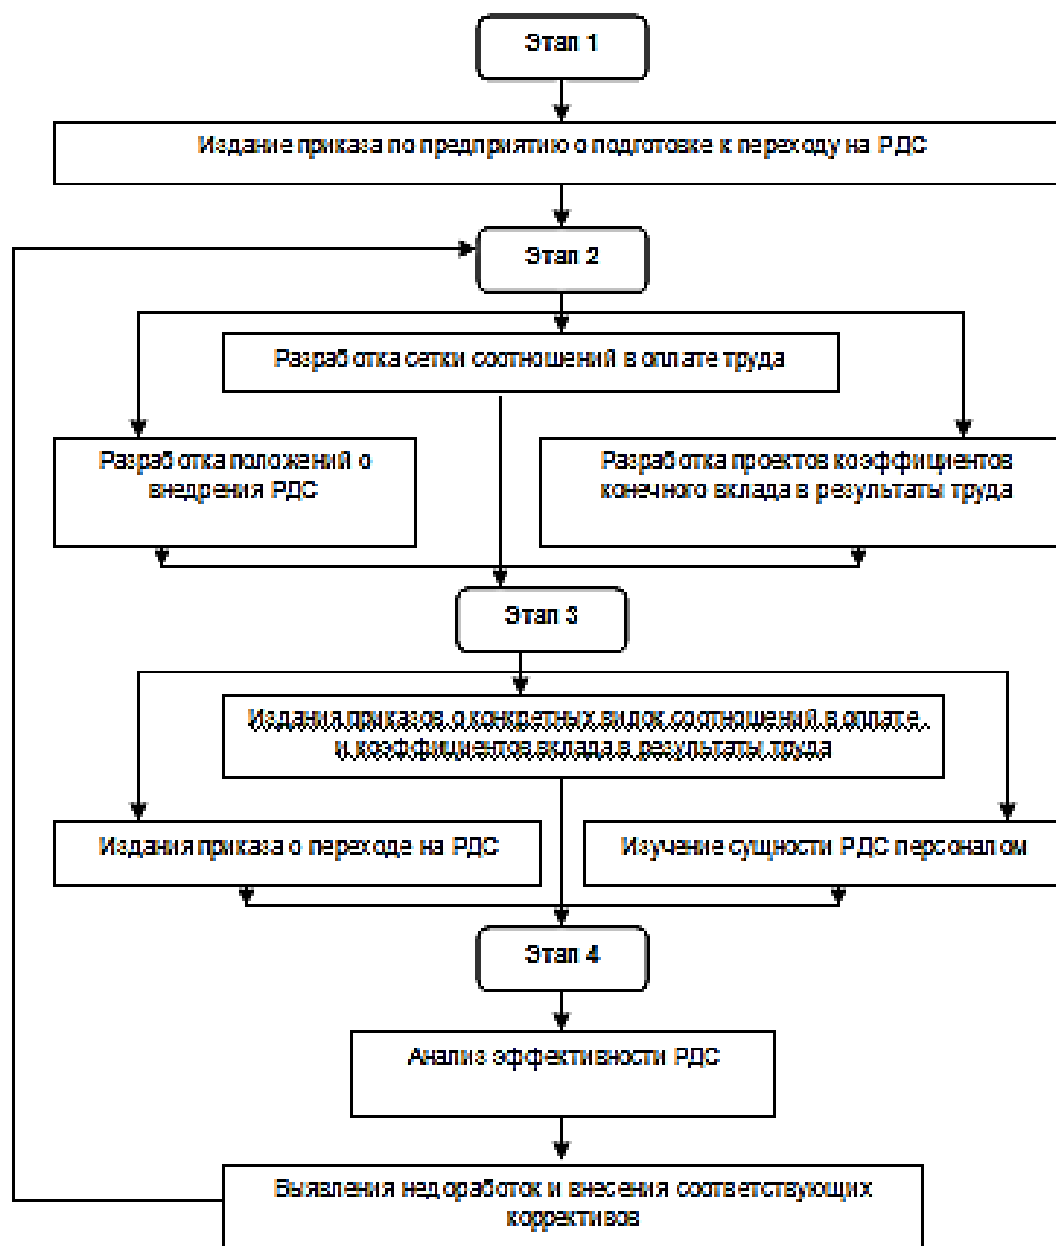 Этап 1
Издание приказа по предприятию о подготовке к переходу на РДС
Этап 2
Разработка сетки соотношений в оплате труда
Разработка положений о
внедрения РДС
Разработка проектов коэффициентов
конечного вклада в результаты труда
Этап 3
Издания приказов о конкретных видок соотношений в оплате
и коэффициентов вклада в результаты труда
Издания приказа о переходе на РДС
Изучение сущности РДС персоналом
Этап 4
Анализ эффективности РДС
Выявления недоработок и внесения соответствующих
коррективов